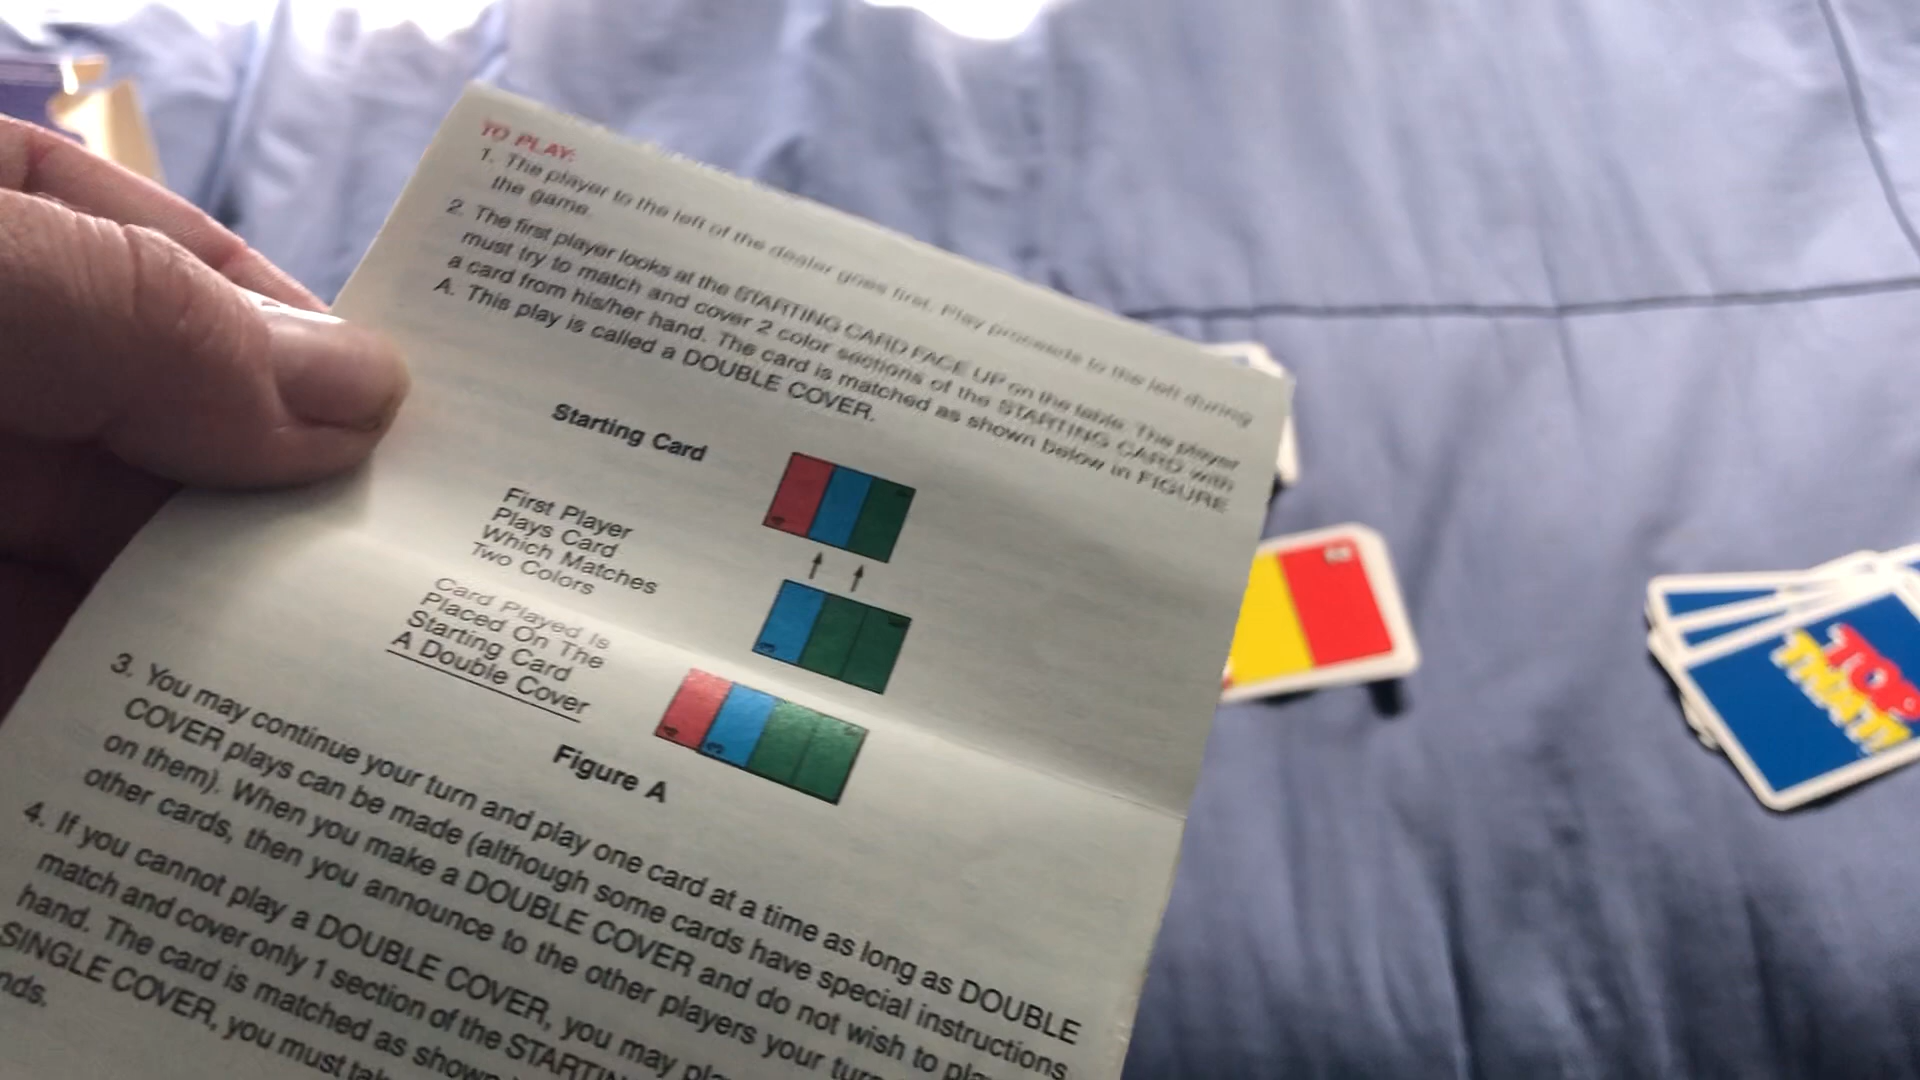 TO PLAY:
1. The player to the left of the dealer goes first. Play proceeds to the left during
the game.
2. The first player looks at the STARTING CARD FACE UP on the table. The player
must try to match and cover 2 color sections of the STARTING CARD with
a card from his/her hand. The card is matched as shown below in FIGURE
A. This play is called a DOUBLE COVER.
Starting Card
First Player
Plays Card
Which Matches
Two Colors
Card Played Is
Placed On The
Starting Card
A Double Cover
Figure A
3. You may continue your turn and play one card at a time as long as DOUBLE
COVER plays can be made (although some cards have special instructions
on them). When you make a DOUBLE COVER and do not wish to
other cards, then you announce to the other players your
4. If you cannot play a DOUBLE COVER, you may
match and cover only 1 section of the
hand. The card is matched as
SINGLE COVER, you must
TOP
THAT!